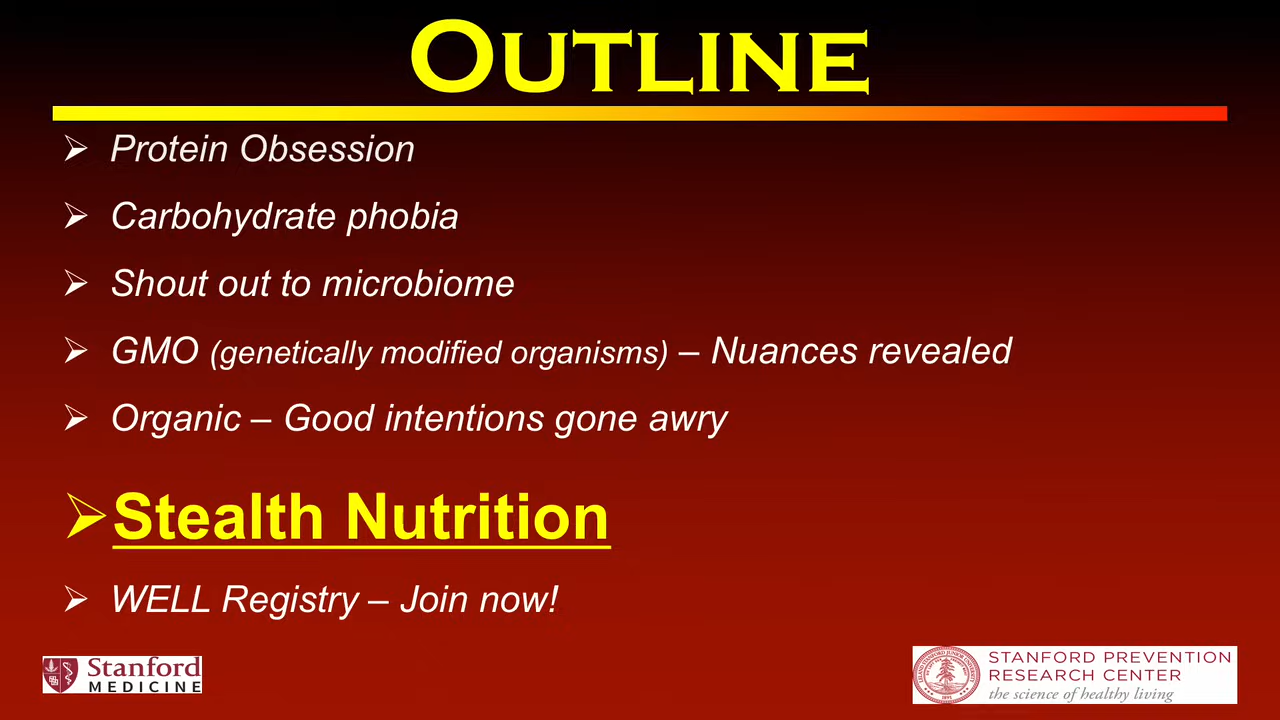 OUTLINE
➢ Protein Obsession
➢ Carbohydrate phobia
➢ Shout out to microbiome
➢ GMO (genetically modified organisms) – Nuances revealed
➢ Organic – Good intentions gone awry
➢ Stealth Nutrition
➢ WELL Registry – Join now!
Stanford
MEDICINE
STANFORD PREVENTION
RESEARCH CENTER
the science of healthy living